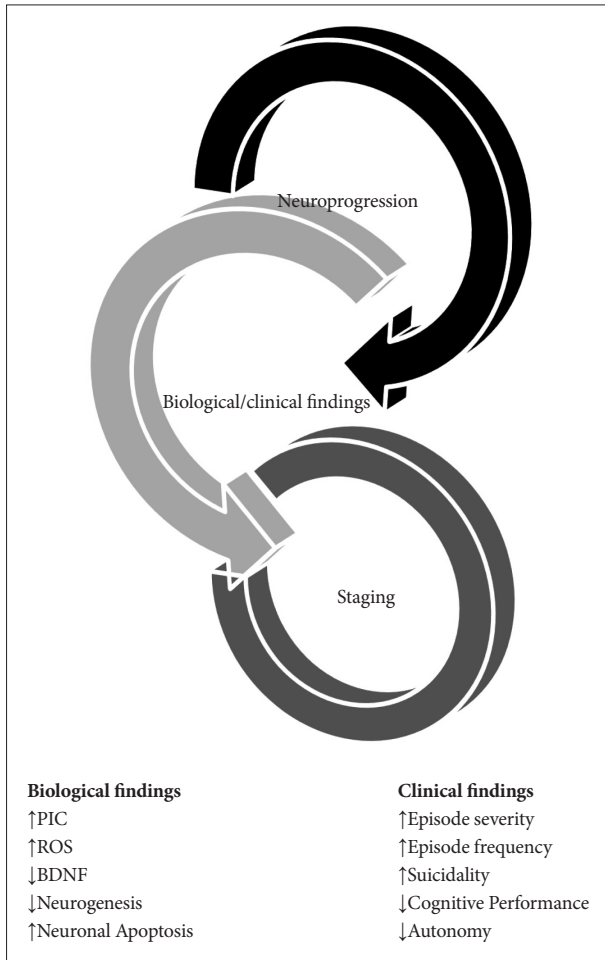 Neuroprogression
Biological/clinical findings
Staging
Biological findings
↑PIC
↑ROS
↓BDNF
↓Neurogenesis
↑Neuronal Apoptosis
Clinical findings
↑Episode severity
↑Episode frequency
↑Suicidality
↓Cognitive Performance
↓Autonomy